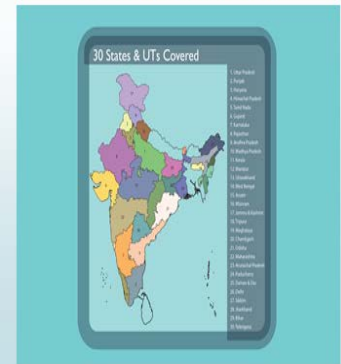 30 States & UTs Covered
1. Uttar Pradesh
2. Punjab
3. Haryana
4. Himachal Pradesh
5. Tamil Nadu
6. Gujarat
7. Karnataka
8. Rajasthan
9. Andhra Pradesh
10. Madhya Pradesh
11. Kerala
13. Uttarakhand
14. West Bengal
15. Assam
16. Mizoram
17. Jammu & Kashmir
18. Tripura
19. Meghalaya
20. Chandigarh
21. Odisha
22. Maharashtra
23. Arunachal Pradesh
24. Puducherry
25. Daman & Diu
26. Delhi
27. Sikkim
28. Jharkhand
29. Bihar
30. Telangana